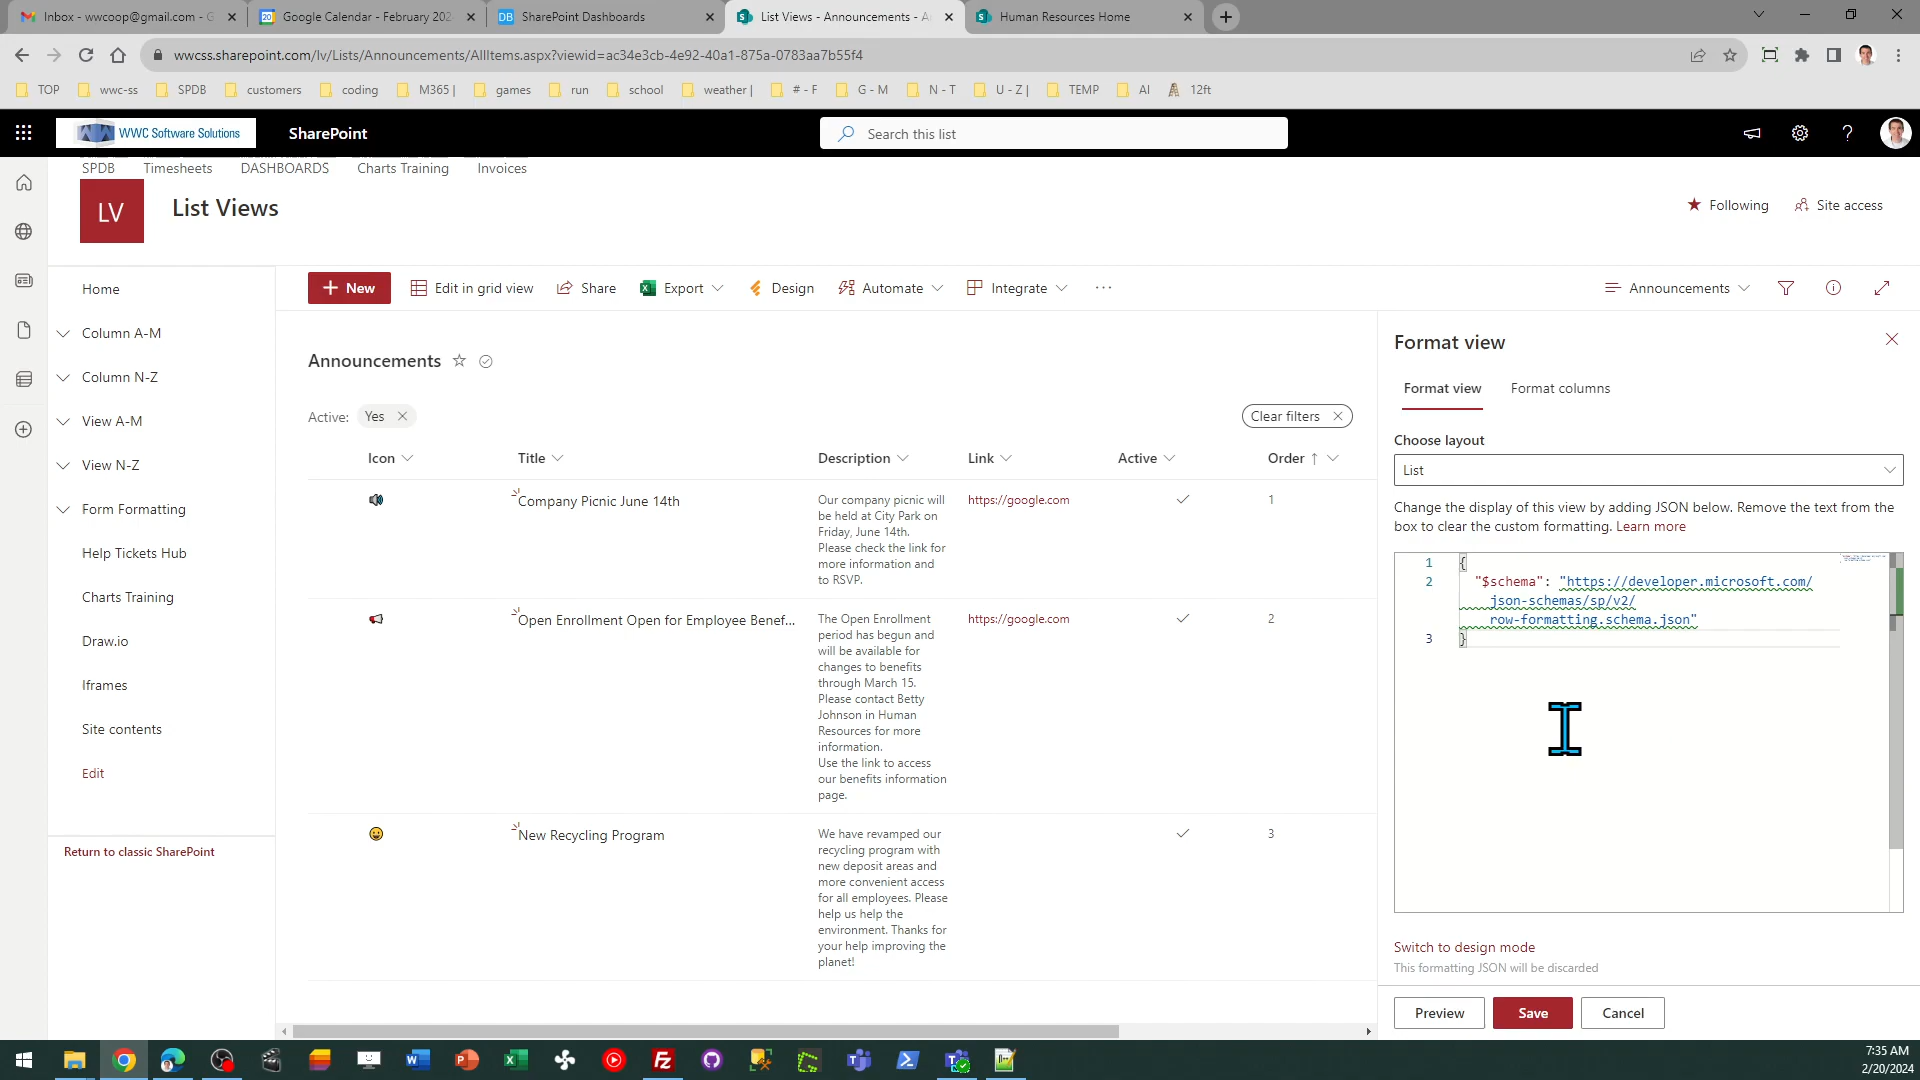 Inbox - wwcoop@gmail.com - G
Google Calendar - February 202
SharePoint Dashboards
List Views - Announcements - A
Human Resources Home
wwcss.sharepoint.com/lv/Lists/Announcements/AllItems.aspx?viewid=ac34e3cb-4e92-40a1-875a-0783aa7b55f4
TOP
wwc-ss
SPDB
customers
coding
M365 |
games
run
school
weather |
# - F
G - M
N - T
U - Z |
TEMP
AI
12ft
WWC Software Solutions
SharePoint
Search this list
SPDB
Timesheets
DASHBOARDS
Charts Training
Invoices
LV
List Views
Following
Site access
Home
Column A-M
Column N-Z
View A-M
View N-Z
Form Formatting
Help Tickets Hub
Charts Training
Draw.io
Iframes
Site contents
Edit
Return to classic SharePoint
New
Edit in grid view
Share
Export
Design
Automate
Integrate
Announcements
Announcements
Active:
Yes
Clear filters
Icon
Title
Description
Link
Active
Order
Company Picnic June 14th
Our company picnic will
be held at City Park on
Friday, June 14th.
Please check the link for
more information and
to RSVP.
https://google.com
1
Open Enrollment Open for Employee Benef...
The Open Enrollment
period has begun and
will be available for
changes to benefits
through March 15.
Please contact Betty
Johnson in Human
Resources for more
information.
Use the link to access
our benefits information
page.
https://google.com
2
New Recycling Program
We have revamped our
recycling program with
new deposit areas and
more convenient access
for all employees. Please
help us help the
environment. Thanks for
your help improving the
planet!
3
Format view
Format view
Format columns
Choose layout
List
Change the display of this view by adding JSON below. Remove the text from the
box to clear the custom formatting. Learn more
1 {
2 "$schema": "https://developer.microsoft.com/
json-schemas/sp/v2/
row-formatting.schema.json"
3 }
Switch to design mode
This formatting JSON will be discarded
Preview
Save
Cancel
7:35 AM
2/20/2024